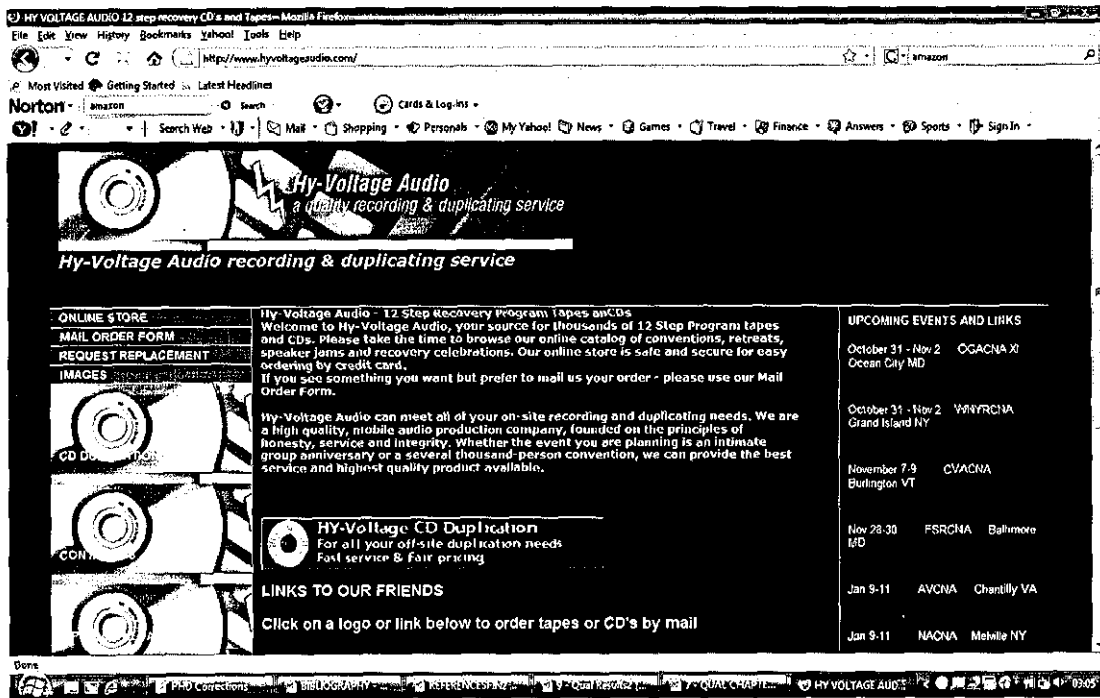 HY VOLTAGE AUDIO 12 step recovery CD's and Tapes - Mozilla Firefox
File Edit View History Bookmarks Yahoo! Tools Help
http://www.hyvoltageaudio.com/ amazon
Most Visited Getting Started Latest Headlines
Norton amazon Search Cards & Log-ins
Search Web Mail Shopping Personals My Yahoo! News Games Travel Finance Answers Sports Sign In
Hy-Voltage Audio
a quality recording & duplicating service
Hy-Voltage Audio recording & duplicating service
ONLINE STORE
MAIL ORDER FORM
REQUEST REPLACEMENT
IMAGES
Hy-Voltage Audio - 12 Step Recovery Program Tapes anCDs
Welcome to Hy-Voltage Audio, your source for thousands of 12 Step Program tapes
and CDs. Please take the time to browse our online catalog of conventions, retreats,
speaker jams and recovery celebrations. Our online store is safe and secure for easy
ordering by credit card.
If you see something you want but prefer to mail us your order - please use our Mail
Order Form.
Hy-Voltage Audio can meet all of your on-site recording and duplicating needs. We are
a high quality, mobile audio production company, founded on the principles of
honesty, service and integrity. Whether the event you are planning is an intimate
group anniversary or a several thousand-person convention, we can provide the best
service and highest quality product available.
HY-Voltage CD Duplication
For all your off-site duplication needs
Fast service & fair pricing
LINKS TO OUR FRIENDS
Click on a logo or link below to order tapes or CD's by mail
UPCOMING EVENTS AND LINKS
October 31 - Nov 2 OGACNA XI
Ocean City MD
October 31 - Nov 2 WNYRCNA
Grand Island NY
November 7-9 CVACNA
Burlington VT
Nov 28-30 FSRCNA Baltimore
MD
Jan 9-11 AVCNA Chantilly VA
Jan 9-11 NACNA Melville NY
Done
PHD Corrections BIBLIOGRAPHY 7 - QUAL CHAPTE... HY VOLTAGE AUD... 03:05